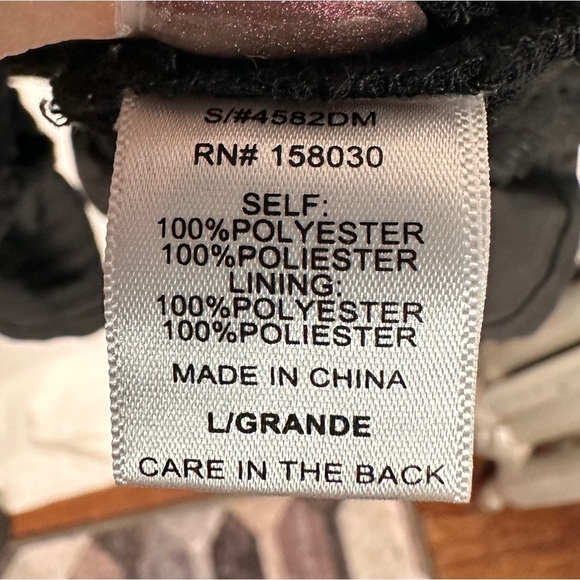 S/#4582DM
RN# 158030
SELF:
100%POLYESTER
100%POLIESTER
LINING:
100%POLYESTER
100%POLIESTER
MADE IN CHINA
L/GRANDE
CARE IN THE BACK